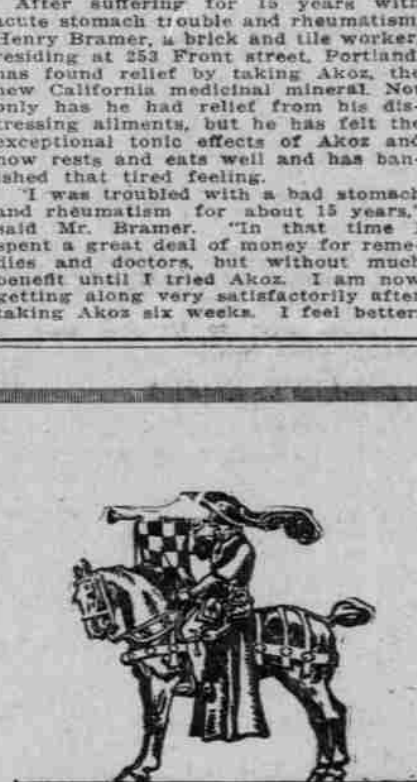 After suffering for 15 years with
acute stomach trouble and rheumatism
Henry Bramer, a brick and tile worker
residing at 253 Front street, Portland
has found relief by taking Akoz, the
new California medicinal mineral. Not
only has he had relief from his dis-
tressing ailments, but he has felt the
exceptional tonic effects of Akoz and
now rests and eats well and has ban-
ished that tired feeling.
"I was troubled with a bad stomach
and rheumatism for about 15 years,
said Mr. Bramer. "In that time I
spent a great deal of money for reme-
dies and doctors, but without much
benefit until I tried Akoz. I am now
getting along very satisfactorily after
taking Akoz six weeks. I feel better